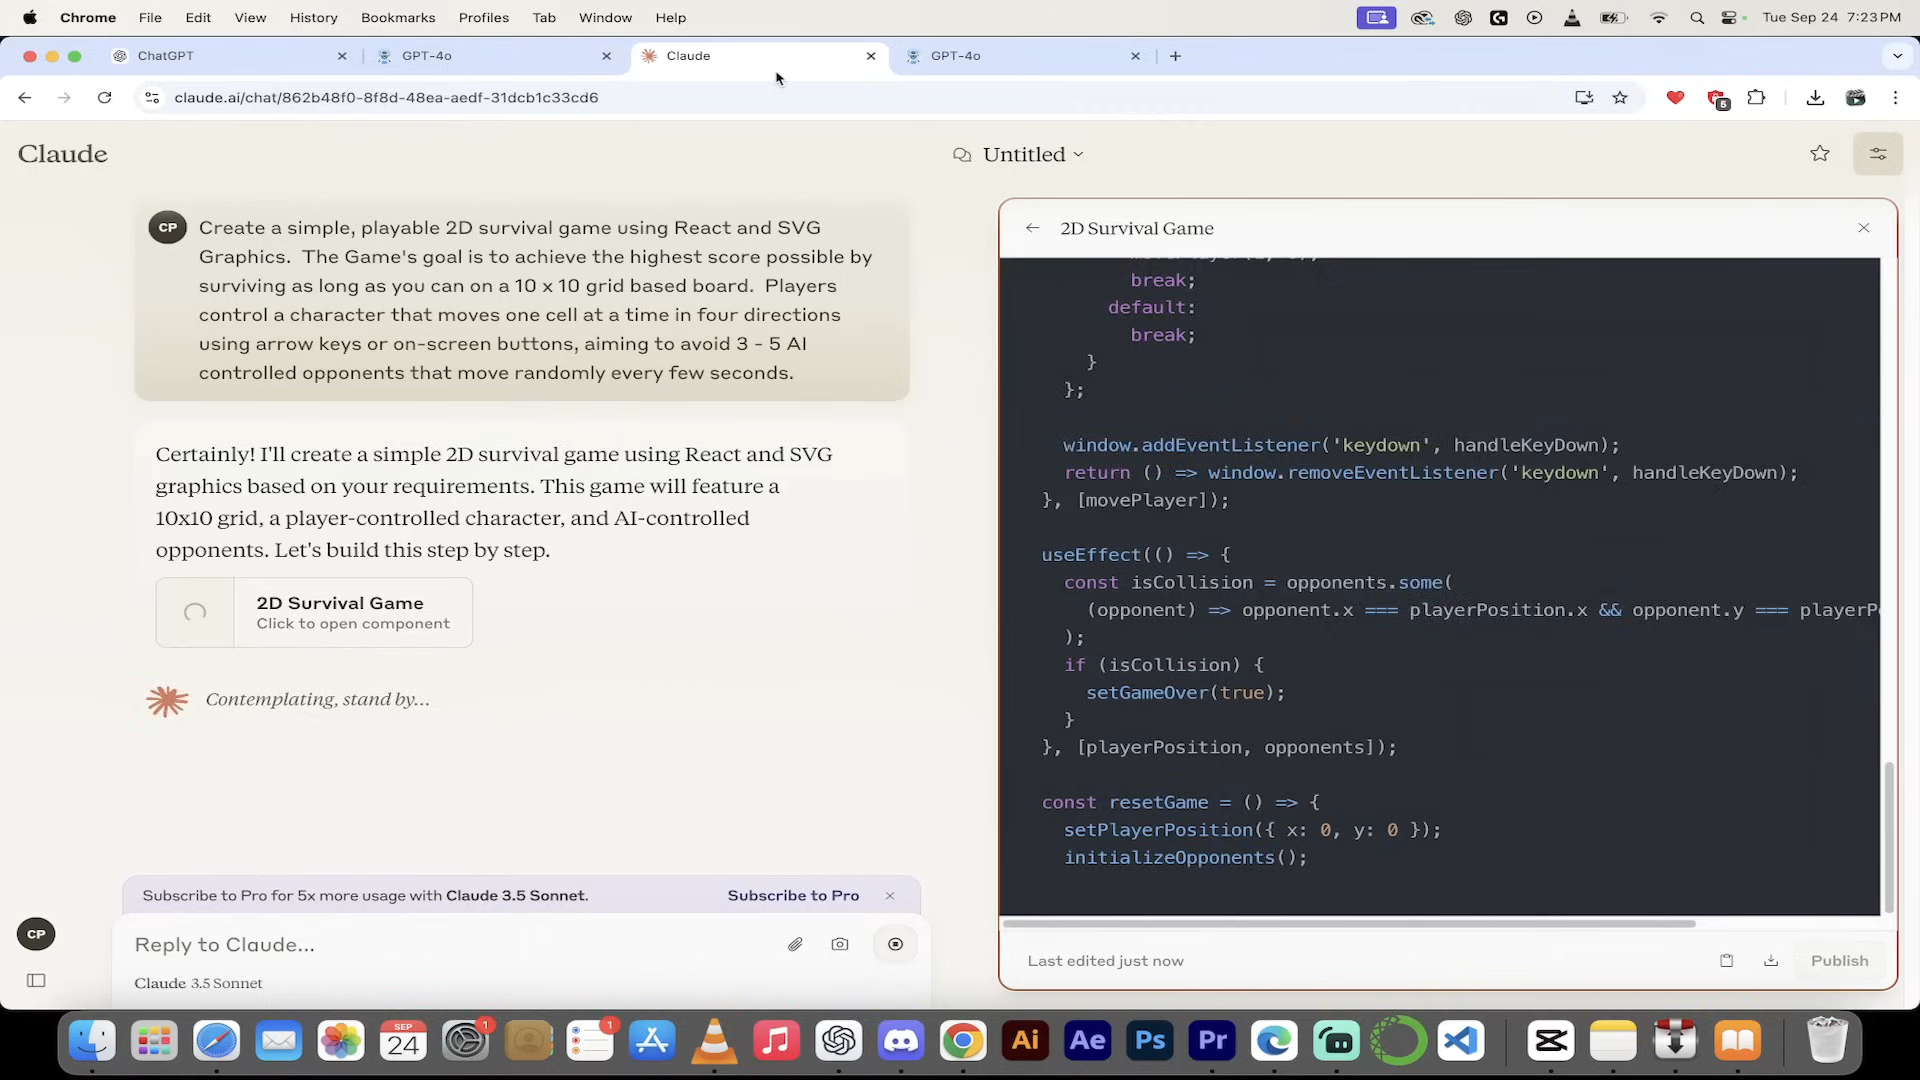 Chrome File Edit View History Bookmarks Profiles Tab Window Help Tue Sep 24 7:23 PM
ChatGPT GPT-4o Claude GPT-4o
claude.ai/chat/862b48f0-8f8d-48ea-aedf-31dcb1c33cd6 5
Claude
Untitled
CP
Create a simple, playable 2D survival game using React and SVG
Graphics. The Game's goal is to achieve the highest score possible by
surviving as long as you can on a 10 x 10 grid based board. Players
control a character that moves one cell at a time in four directions
using arrow keys or on-screen buttons, aiming to avoid 3 - 5 AI
controlled opponents that move randomly every few seconds.
Certainly! I'll create a simple 2D survival game using React and SVG
graphics based on your requirements. This game will feature a
10x10 grid, a player-controlled character, and AI-controlled
opponents. Let's build this step by step.
2D Survival Game
Click to open component
Contemplating, stand by...
Subscribe to Pro for 5x more usage with Claude 3.5 Sonnet. Subscribe to Pro
CP
Reply to Claude...
Claude 3.5 Sonnet
2D Survival Game
break;
default:
break;
}
};
window.addEventListener('keydown', handleKeyDown);
return () => window.removeEventListener('keydown', handleKeyDown);
}, [movePlayer]);
useEffect(() => {
const isCollision = opponents.some(
(opponent) => opponent.x === playerPosition.x && opponent.y === playerP
);
if (isCollision) {
setGameOver(true);
}
}, [playerPosition, opponents]);
const resetGame = () => {
setPlayerPosition({ x: 0, y: 0 });
initializeOpponents();
Last edited just now
Publish
SEP
24
1
1
Ai
Ae
Ps
Pr